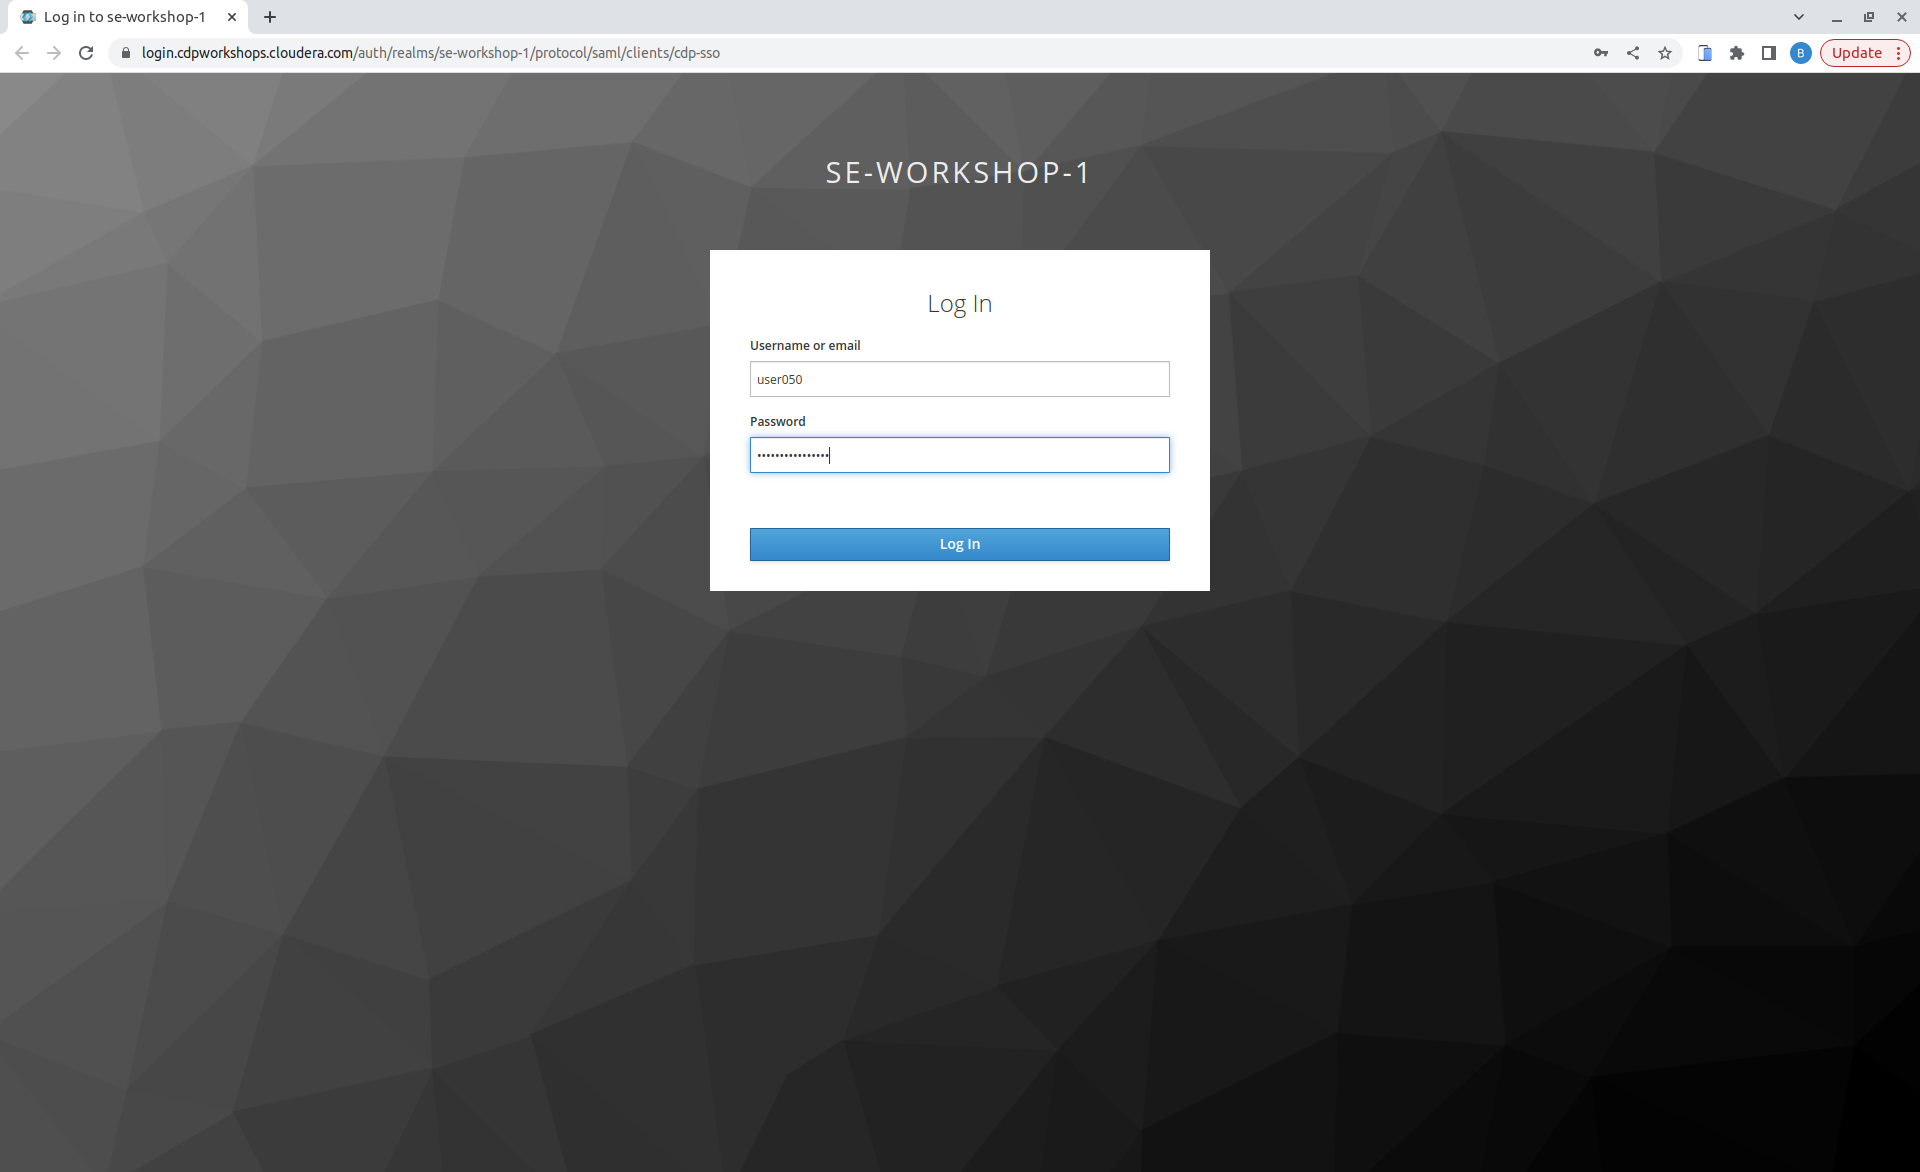 Log in to se-workshop-1
login.cdpworkshops.cloudera.com/auth/realms/se-workshop-1/protocol/saml/clients/cdp-sso
B
Update
SE-WORKSHOP-1
Log In
Username or email
user050
Password
••••••••••••••••
Log In